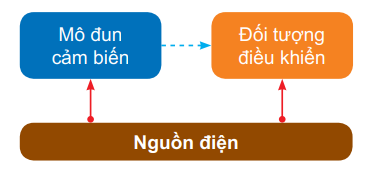 Mô đun
cảm biến
Đối tượng
điều khiển
Nguồn điện